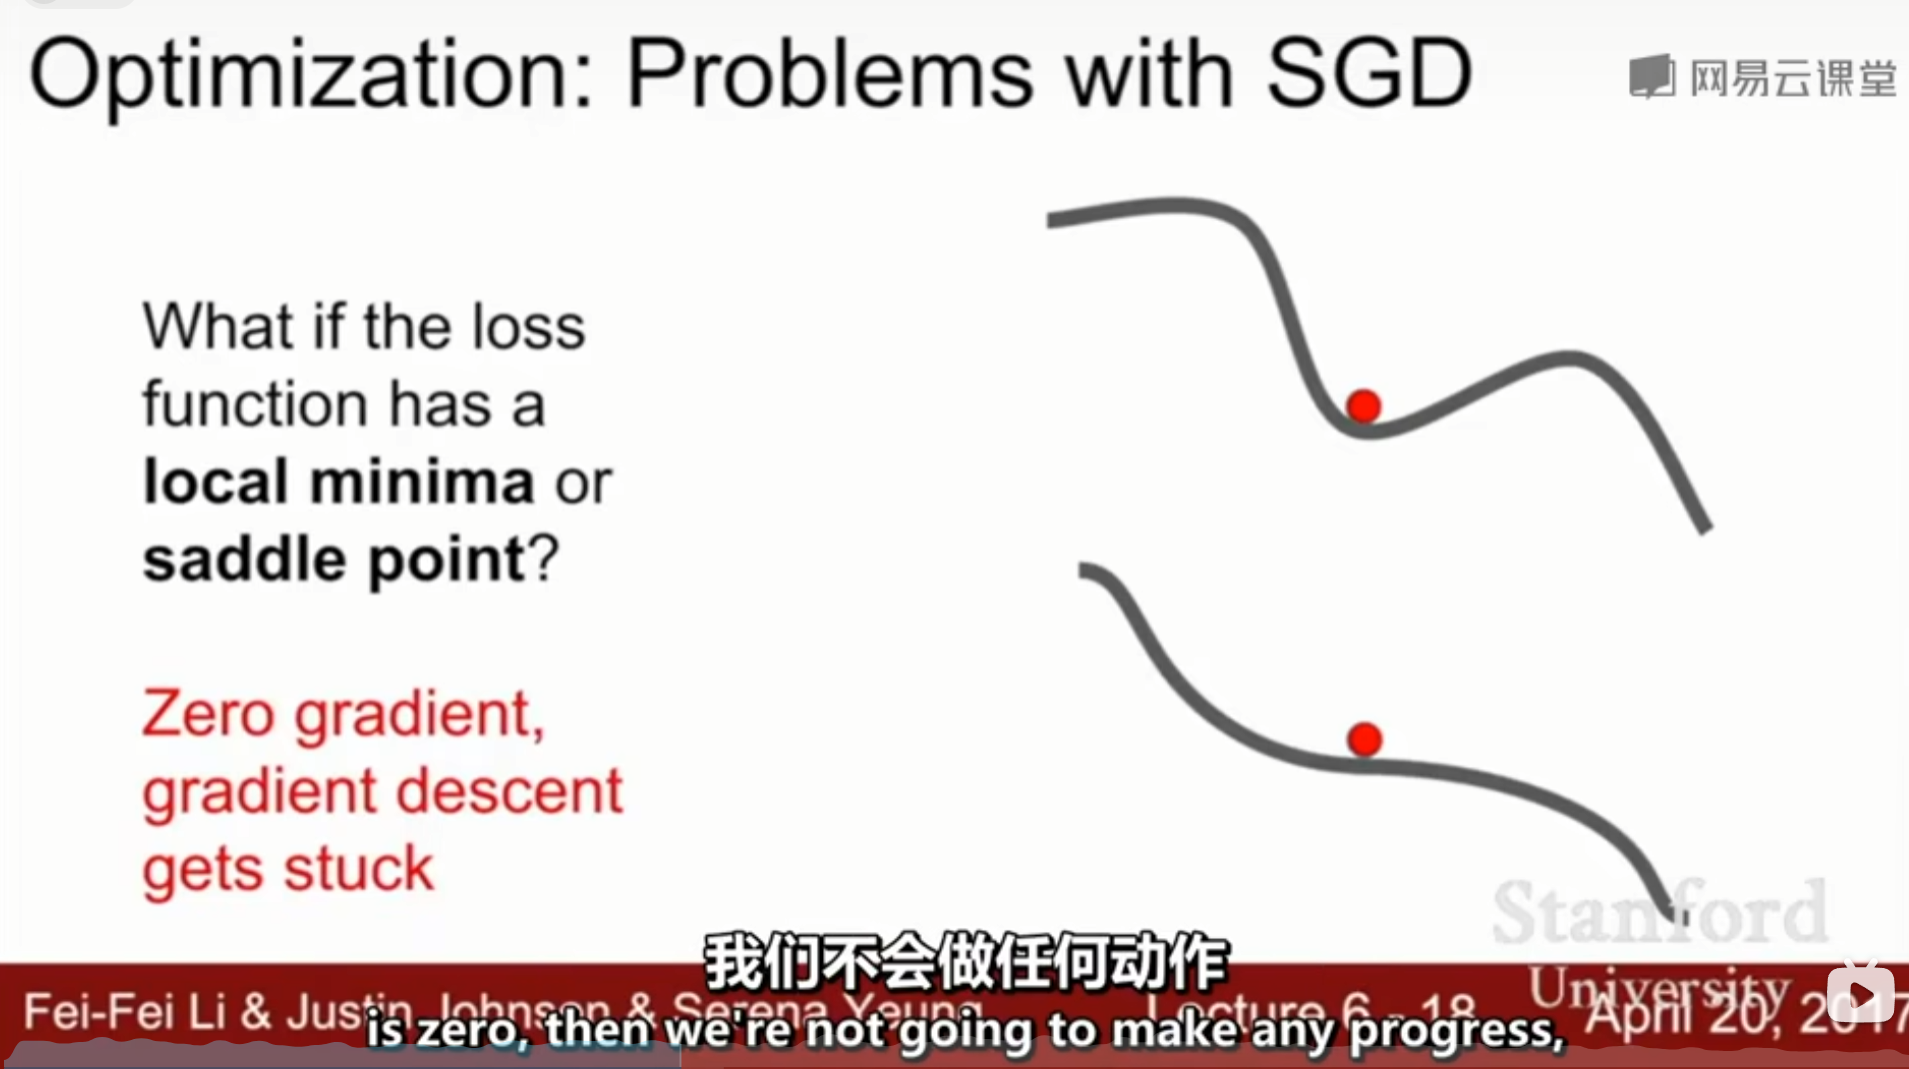 Optimization: Problems with SGD
网易云课堂
What if the loss
function has a
local minima or
saddle point?
Zero gradient,
gradient descent
gets stuck
Stanford
University
我们不会做任何动作
Fei-Fei Li & Justin Johnson & Serena Yeung
Lecture 6 - 18
April 20, 2017
is zero, then we're not going to make any progress,